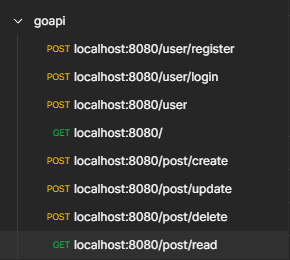 goapi
POST localhost:8080/user/register
POST localhost:8080/user/login
POST localhost:8080/user
GET localhost:8080/
POST localhost:8080/post/create
POST localhost:8080/post/update
POST localhost:8080/post/delete
GET localhost:8080/post/read